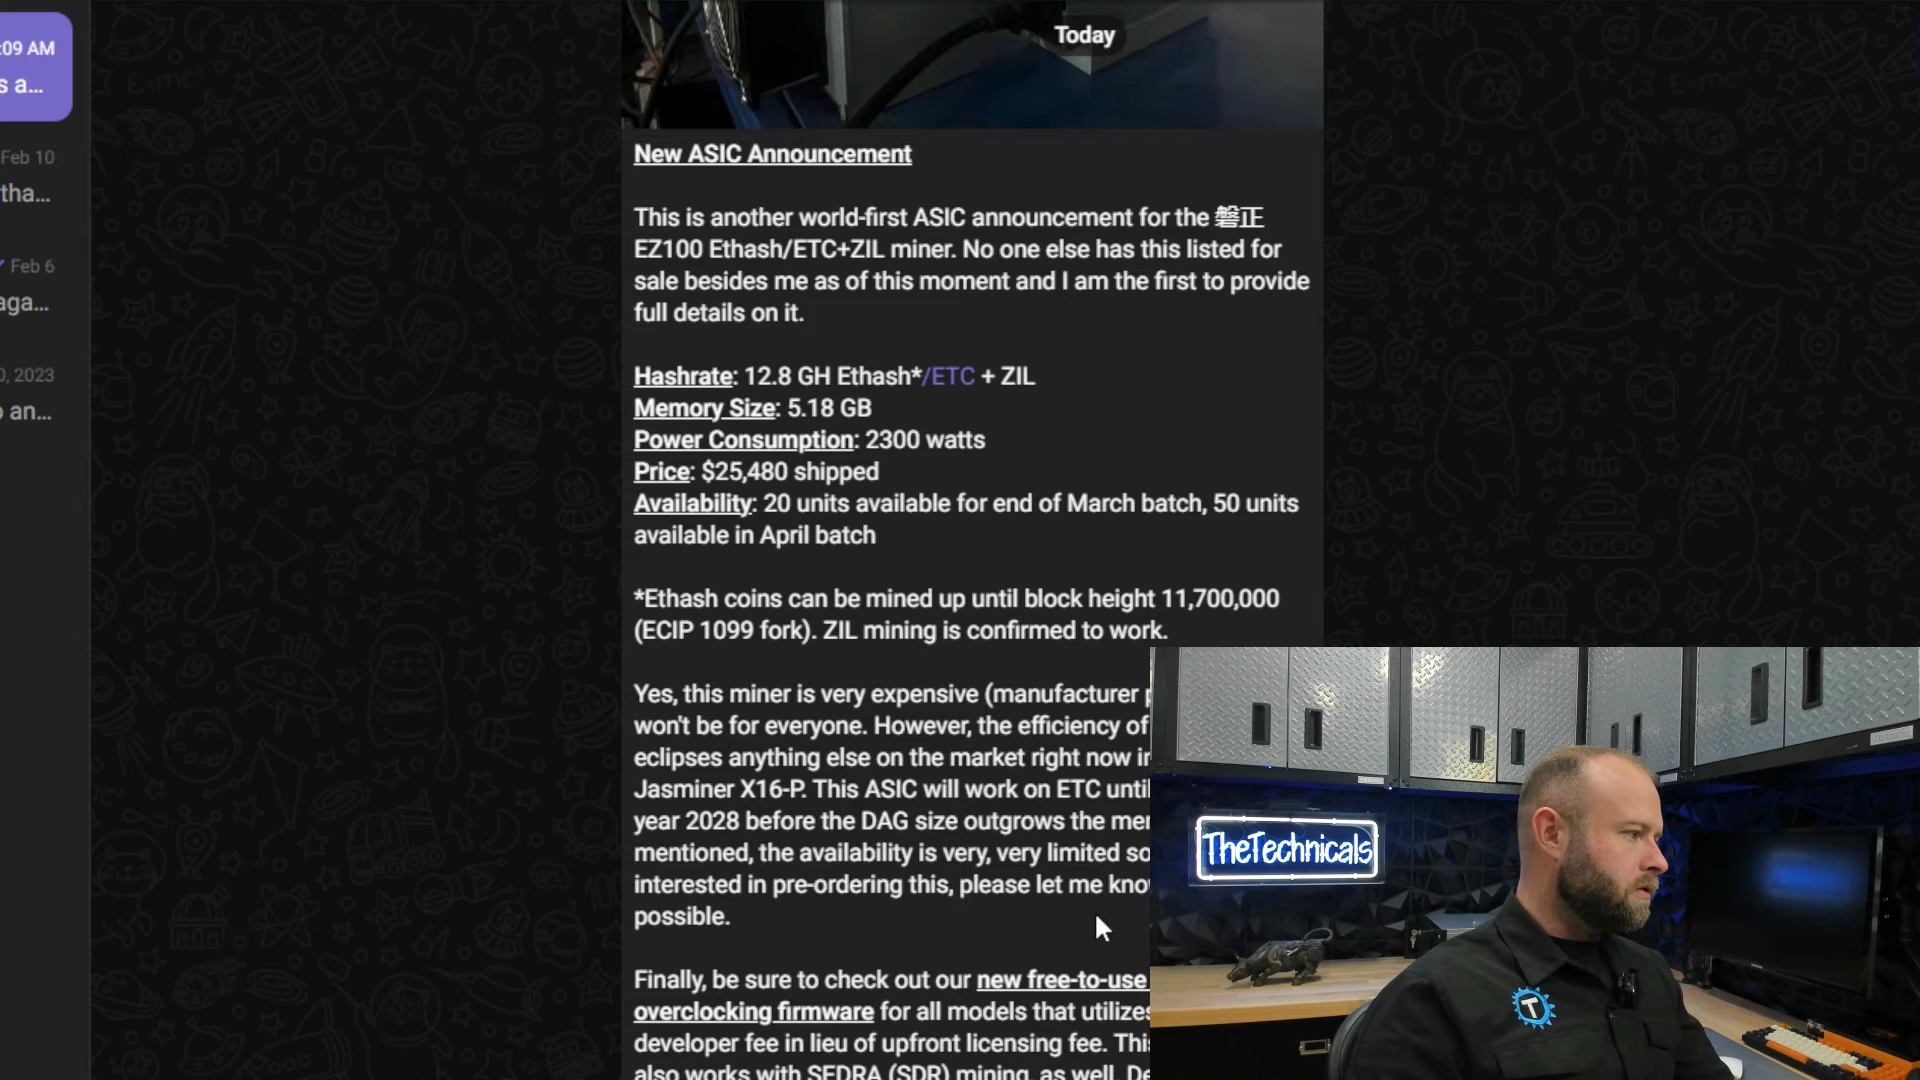 :09 AM
s a...
Feb 10
tha...
Feb 6
aga...
0, 2023
o an...
Today
New ASIC Announcement
This is another world-first ASIC announcement for the 磐正
EZ100 Ethash/ETC+ZIL miner. No one else has this listed for
sale besides me as of this moment and I am the first to provide
full details on it.
Hashrate: 12.8 GH Ethash*/ETC + ZIL
Memory Size: 5.18 GB
Power Consumption: 2300 watts
Price: $25,480 shipped
Availability: 20 units available for end of March batch, 50 units
available in April batch
*Ethash coins can be mined up until block height 11,700,000
(ECIP 1099 fork). ZIL mining is confirmed to work.
Yes, this miner is very expensive (manufacturer
won't be for everyone. However, the efficiency of
eclipses anything else on the market right now
Jasminer X16-P. This ASIC will work on ETC until
year 2028 before the DAG size outgrows the
mentioned, the availability is very, very limited so
interested in pre-ordering this, please let me
possible.
Finally, be sure to check out our new free-to-use
overclocking firmware for all models that utilizes
developer fee in lieu of upfront licensing fee.
also works with SEDRA (SDR) mining, as well.
TheTechnicals
T